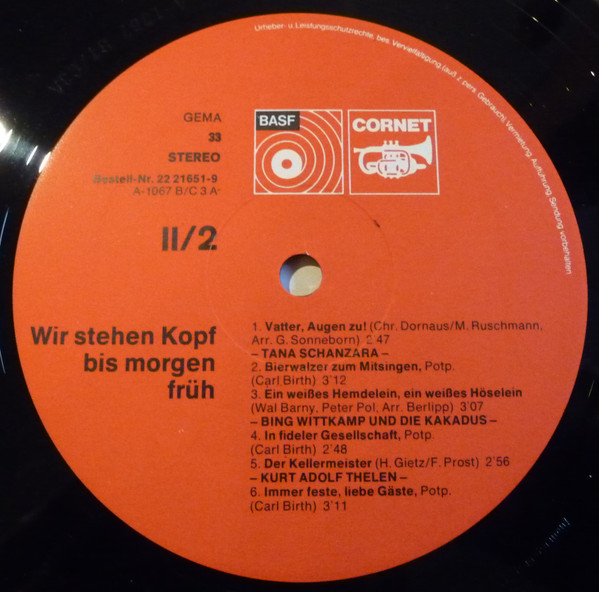 Urheber- u. Leistungsschutzrechte, bes. Vervielfältigung (auß. z. pers. Gebrauch), Vermietung, Aufführung, Sendung vorbehalten
GEMA
33
STEREO
Bestell-Nr. 22 21651-9
A-1067 B/C 3 A
BASF
CORNET
II/2
Wir stehen Kopf
bis morgen
früh
1. Vatter, Augen zu! (Chr. Dornaus/M. Ruschmann,
Arr. G. Sonneborn) 2'47
– TANA SCHANZARA –
2. Bierwalzer zum Mitsingen, Potp.
(Carl Birth) 3'12
3. Ein weißes Hemdelein, ein weißes Höselein
(Wal Barny, Peter Pol, Arr. Berlipp) 3'07
– BING WITTKAMP UND DIE KAKADUS –
4. In fideler Gesellschaft, Potp.
(Carl Birth) 2'48
5. Der Kellermeister (H. Gietz/F. Prost) 2'56
– KURT ADOLF THELEN –
6. Immer feste, liebe Gäste, Potp.
(Carl Birth) 3'11